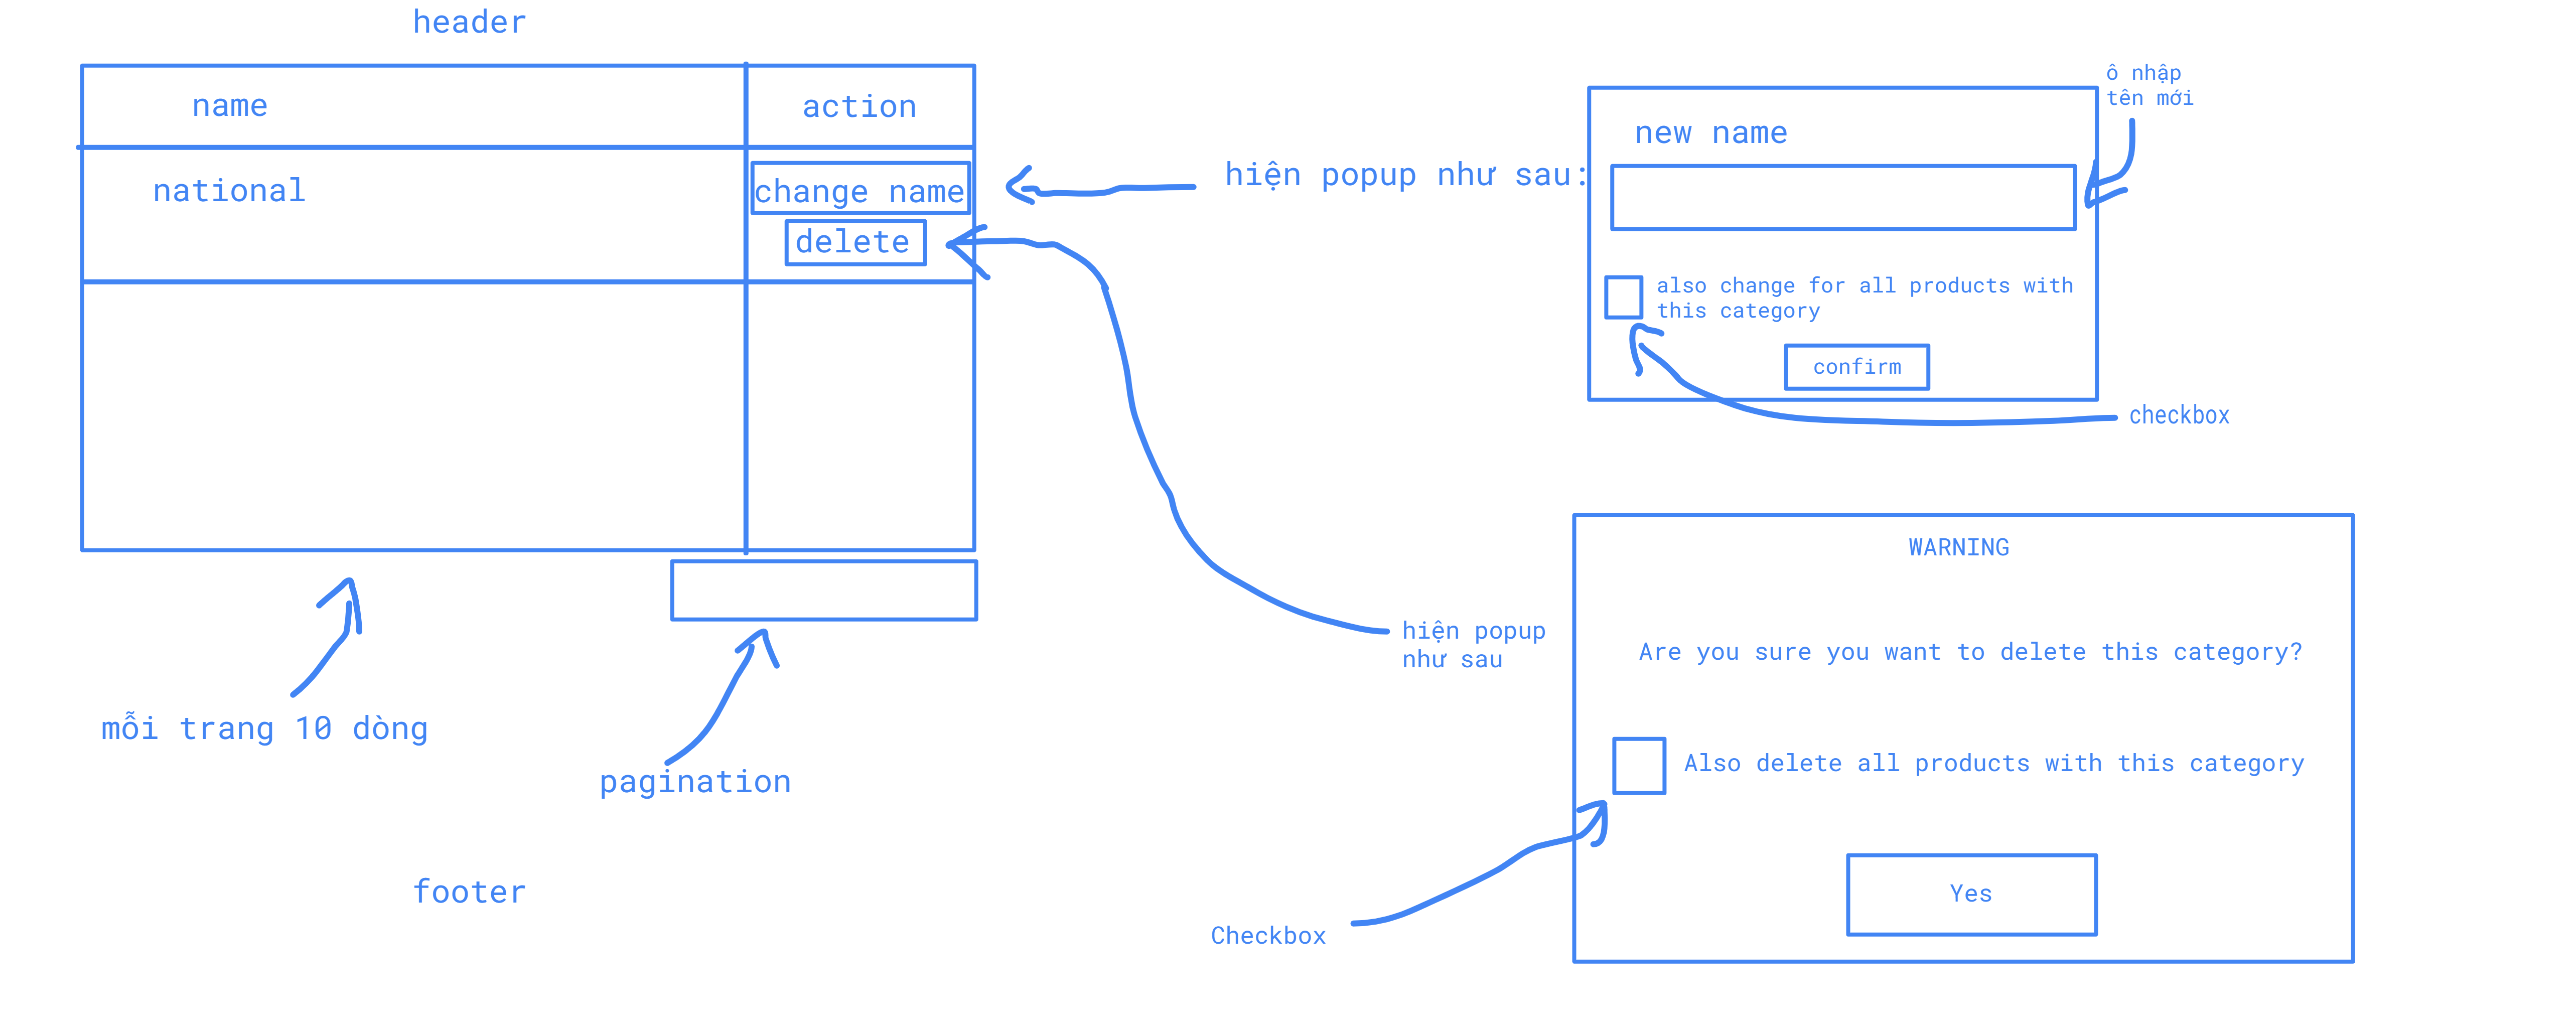 header
name
action
national
change name
delete
mỗi trang 10 dòng
pagination
footer
hiện popup như sau:
new name
ô nhập
tên mới
also change for all products with
this category
confirm
checkbox
hiện popup
như sau
WARNING
Are you sure you want to delete this category?
Also delete all products with this category
Yes
Checkbox